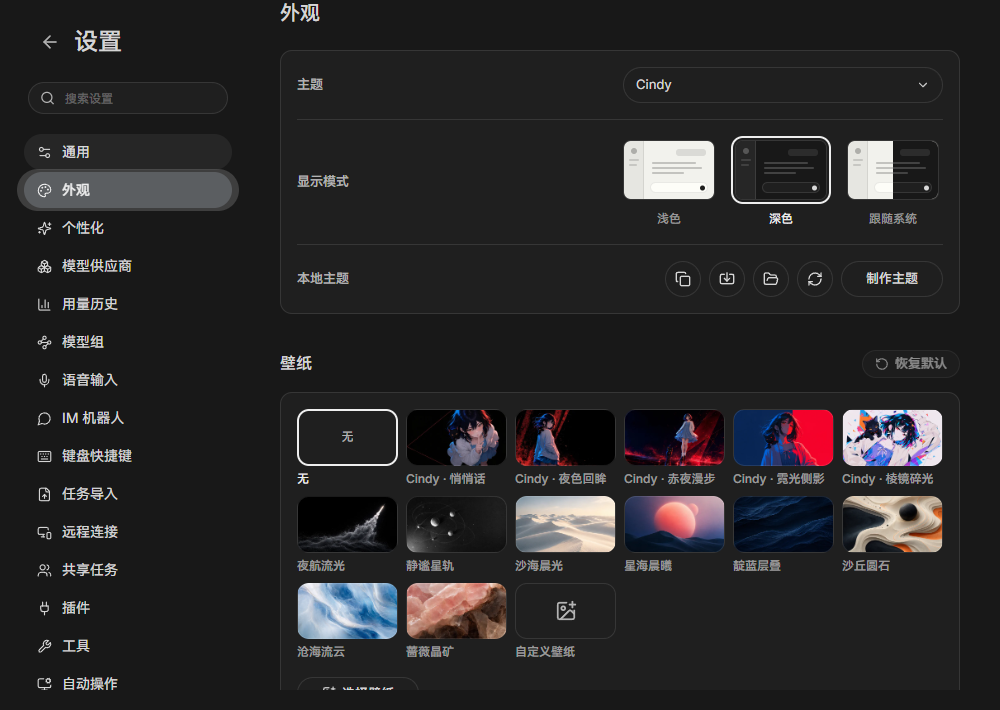 设置
搜索设置
通用
外观
个性化
模型供应商
用量历史
模型组
语音输入
IM 机器人
键盘快捷键
任务导入
远程连接
共享任务
插件
工具
自动操作
外观
主题
Cindy
显示模式
浅色
深色
跟随系统
本地主题
制作主题
壁纸
恢复默认
无
无
Cindy · 悄悄话
Cindy · 夜色回眸
Cindy · 赤夜漫步
Cindy · 霓光侧影
Cindy · 棱镜碎光
夜航流光
静谧星轨
沙海晨光
星海晨曦
靛蓝层叠
沙丘圆石
沧海流云
蔷薇晶矿
自定义壁纸
选择壁纸